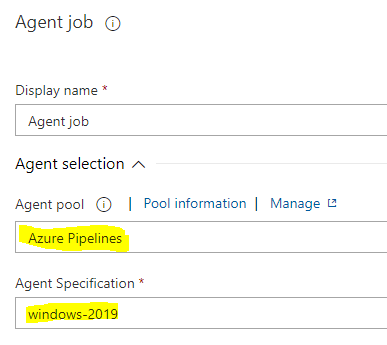 Agent job
Display name *
Agent job
Agent selection
Agent pool | Pool information | Manage
Azure Pipelines
Agent Specification *
windows-2019